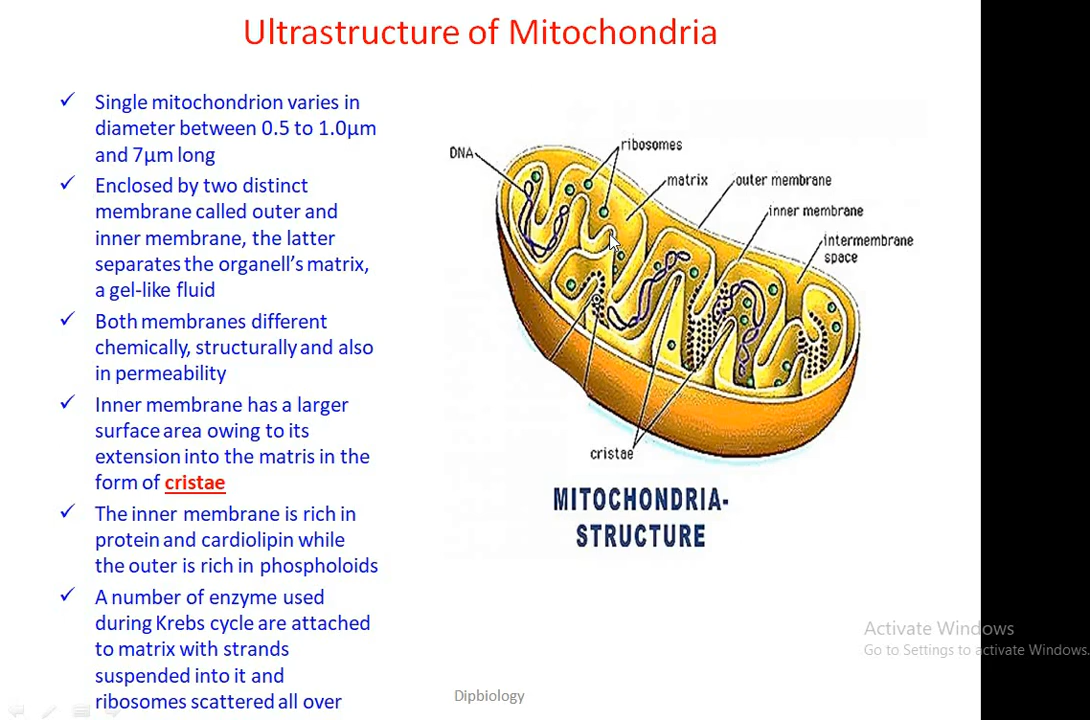 Ultrastructure of Mitochondria
✓ Single mitochondrion varies in
diameter between 0.5 to 1.0µm
and 7µm long
✓ Enclosed by two distinct
membrane called outer and
inner membrane, the latter
separates the organell's matrix,
a gel-like fluid
✓ Both membranes different
chemically, structurally and also
in permeability
✓ Inner membrane has a larger
surface area owing to its
extension into the matris in the
form of cristae
✓ The inner membrane is rich in
protein and cardiolipin while
the outer is rich in phospholoids
✓ A number of enzyme used
during Krebs cycle are attached
to matrix with strands
suspended into it and
ribosomes scattered all over
DNA
ribosomes
matrix
outer membrane
inner membrane
intermembrane
space
cristae
MITOCHONDRIA-
STRUCTURE
Dipbiology
Activate Windows
Go to Settings to activate Windows.